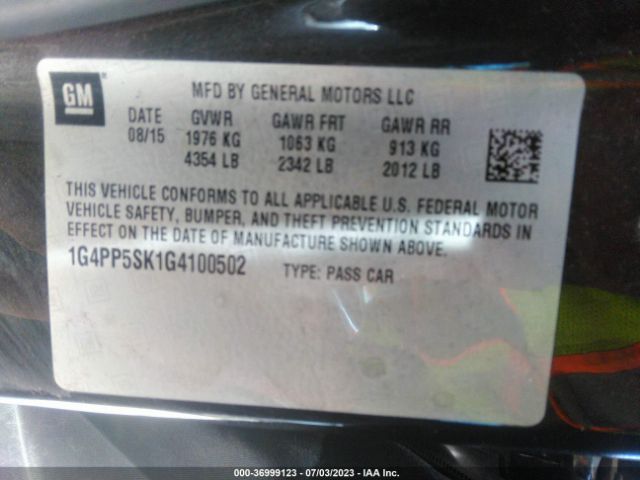 GM
MFD BY GENERAL MOTORS LLC
DATE GVWR GAWR FRT GAWR RR
08/15 1976 KG 1063 KG 913 KG
4354 LB 2342 LB 2012 LB
THIS VEHICLE CONFORMS TO ALL APPLICABLE U.S. FEDERAL MOTOR
VEHICLE SAFETY, BUMPER, AND THEFT PREVENTION STANDARDS IN
EFFECT ON THE DATE OF MANUFACTURE SHOWN ABOVE.
1G4PP5SK1G4100502 TYPE: PASS CAR
000-36999123 - 07/03/2023 - IAA Inc.